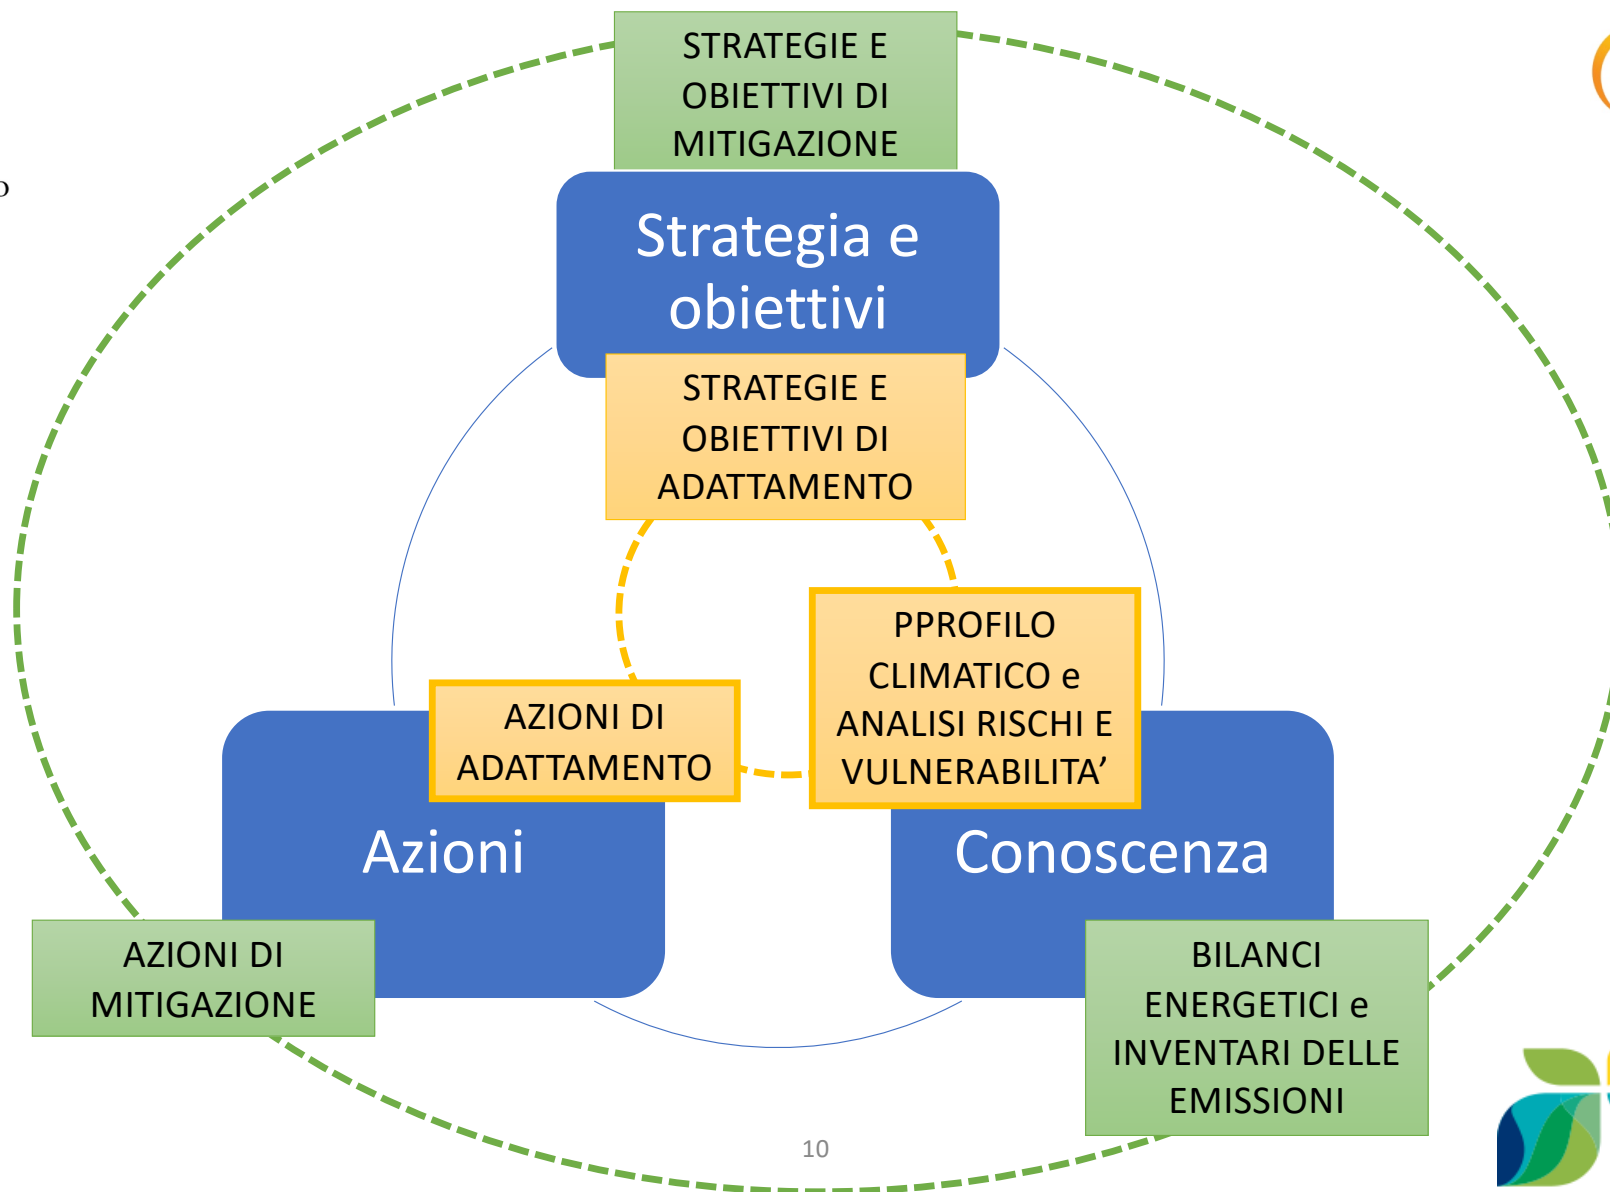 STRATEGIE E
OBIETTIVI DI
MITIGAZIONE
o
Strategia e
obiettivi
STRATEGIE E
OBIETTIVI DI
ADATTAMENTO
PPROFILO
CLIMATICO e
ANALISI RISCHI E
VULNERABILITA’
AZIONI DI
ADATTAMENTO
Azioni
Conoscenza
AZIONI DI
MITIGAZIONE
BILANCI
ENERGETICI e
INVENTARI DELLE
EMISSIONI
10